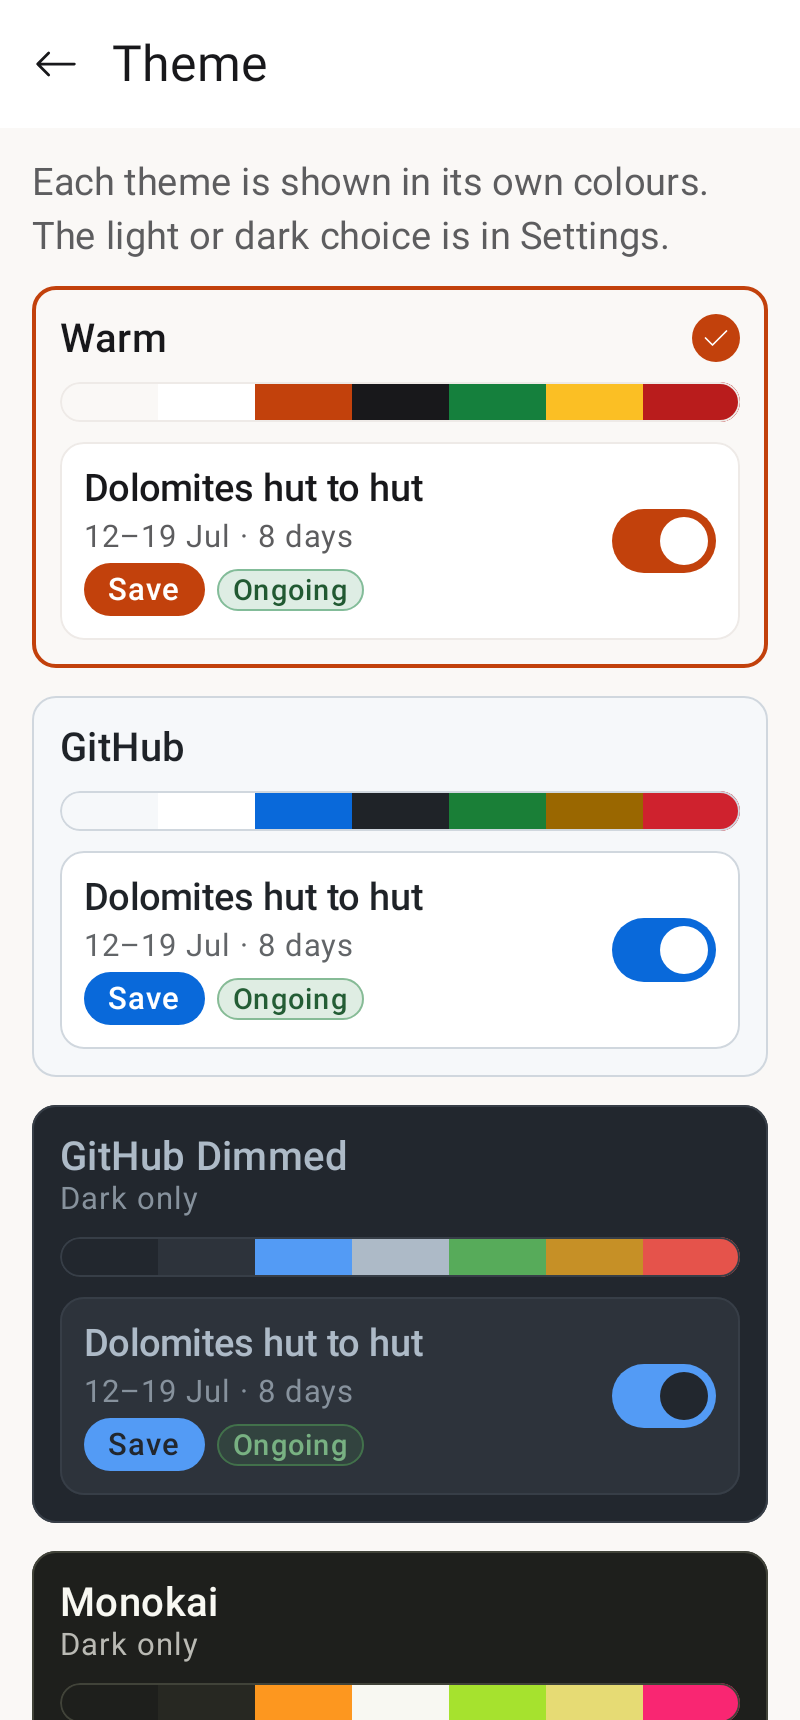 Theme
Each theme is shown in its own colours.
The light or dark choice is in Settings.
Warm
Dolomites hut to hut
12–19 Jul · 8 days
Save
Ongoing
GitHub
Dolomites hut to hut
12–19 Jul · 8 days
Save
Ongoing
GitHub Dimmed
Dark only
Dolomites hut to hut
12–19 Jul · 8 days
Save
Ongoing
Monokai
Dark only